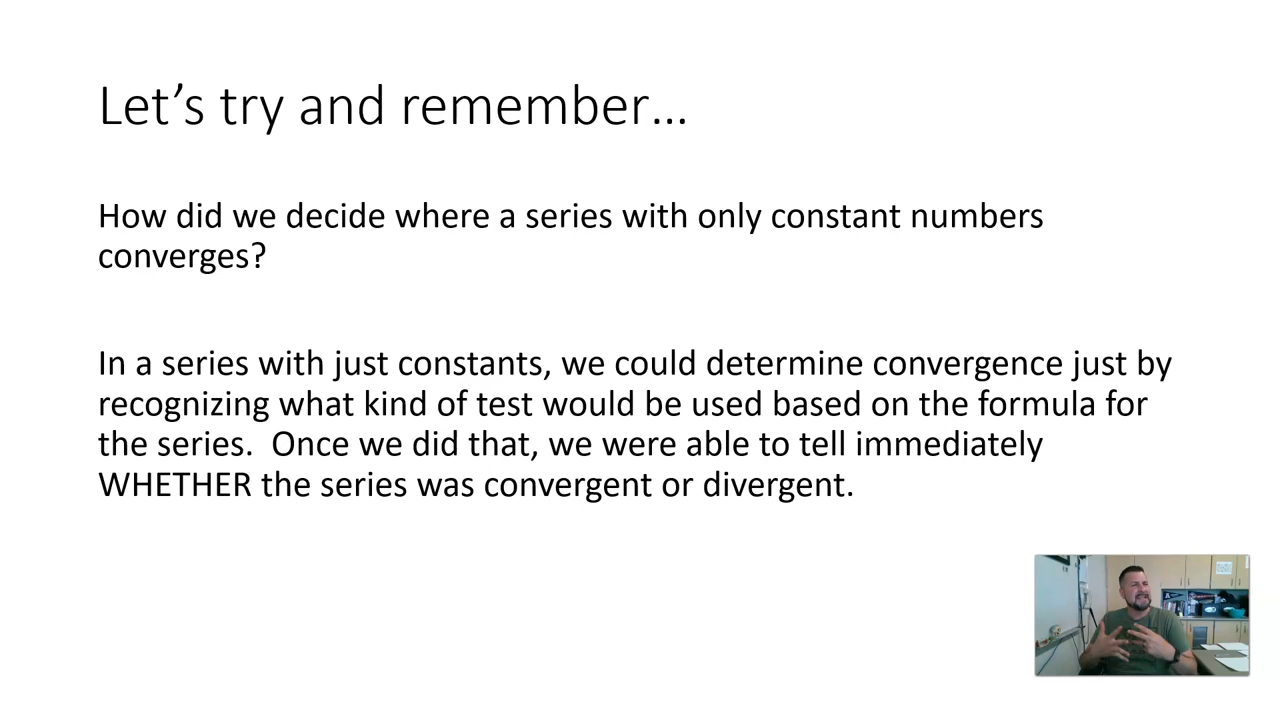 Let’s try and remember…
How did we decide where a series with only constant numbers
converges?
In a series with just constants, we could determine convergence just by
recognizing what kind of test would be used based on the formula for
the series.  Once we did that, we were able to tell immediately
WHETHER the series was convergent or divergent.